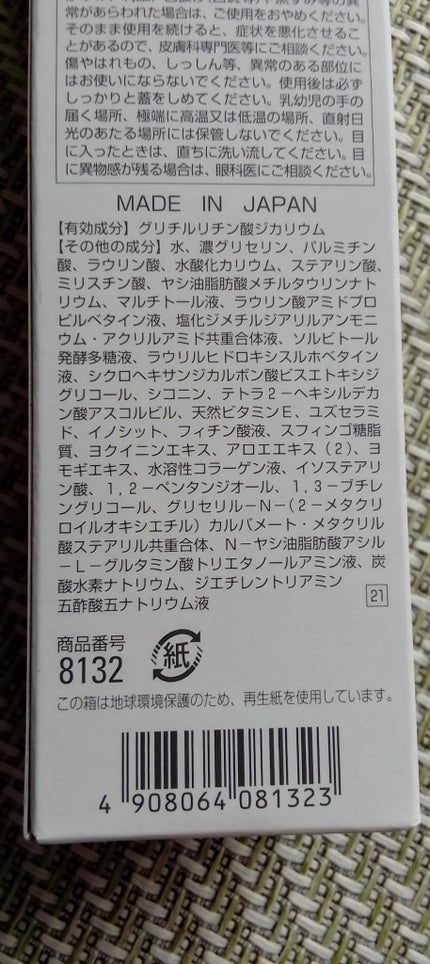 常があらわれた場合は、ご使用をおやめください。
そのまま使用を続けると、症状を悪化させるこ
とがあるので、皮膚科専門医等にご相談ください。
傷やはれもの、しっしん等、異常のある部位に
はお使いにならないでください。使用後は必ず
しっかりと蓋をしめてください。乳幼児の手の
届く場所、極端に高温又は低温の場所、直射日
光のあたる場所には保管しないでください。目
に入ったときは、直ちに洗い流してください。目
に異物感が残る場合は、眼科医にご相談ください。
MADE IN JAPAN
【有効成分】グリチルリチン酸ジカリウム
【その他の成分】水、濃グリセリン、パルミチン
酸、ラウリン酸、水酸化カリウム、ステアリン酸、
ミリスチン酸、ヤシ油脂肪酸メチルタウリンナト
リウム、マルチトール液、ラウリン酸アミドプロ
ピルベタイン液、塩化ジメチルジアリルアンモニ
ウム・アクリルアミド共重合体液、ソルビトール
発酵多糖液、ラウリルヒドロキシスルホベタイン
液、シクロヘキサンジカルボン酸ビスエトキシジ
グリコール、シコニン、テトラ2－ヘキシルデカ
ン酸アスコルビル、天然ビタミンE、ユズセラミ
ド、イノシット、フィチン酸液、スフィンゴ糖脂
質、ヨクイニンエキス、アロエエキス（2）、ヨ
モギエキス、水溶性コラーゲン液、イソステアリ
ン酸、1，2－ペンタンジオール、1，3－ブチレ
ングリコール、グリセリル－N－（2－メタクリ
ロイルオキシエチル）カルバメート・メタクリル
酸ステアリル共重合体、N－ヤシ油脂肪酸アシル
－L－グルタミン酸トリエタノールアミン液、炭
酸水素ナトリウム、ジエチレントリアミン
五酢酸五ナトリウム液
21
商品番号
8132
紙
この箱は地球環境保護のため、再生紙を使用しています。
4 908064 081323